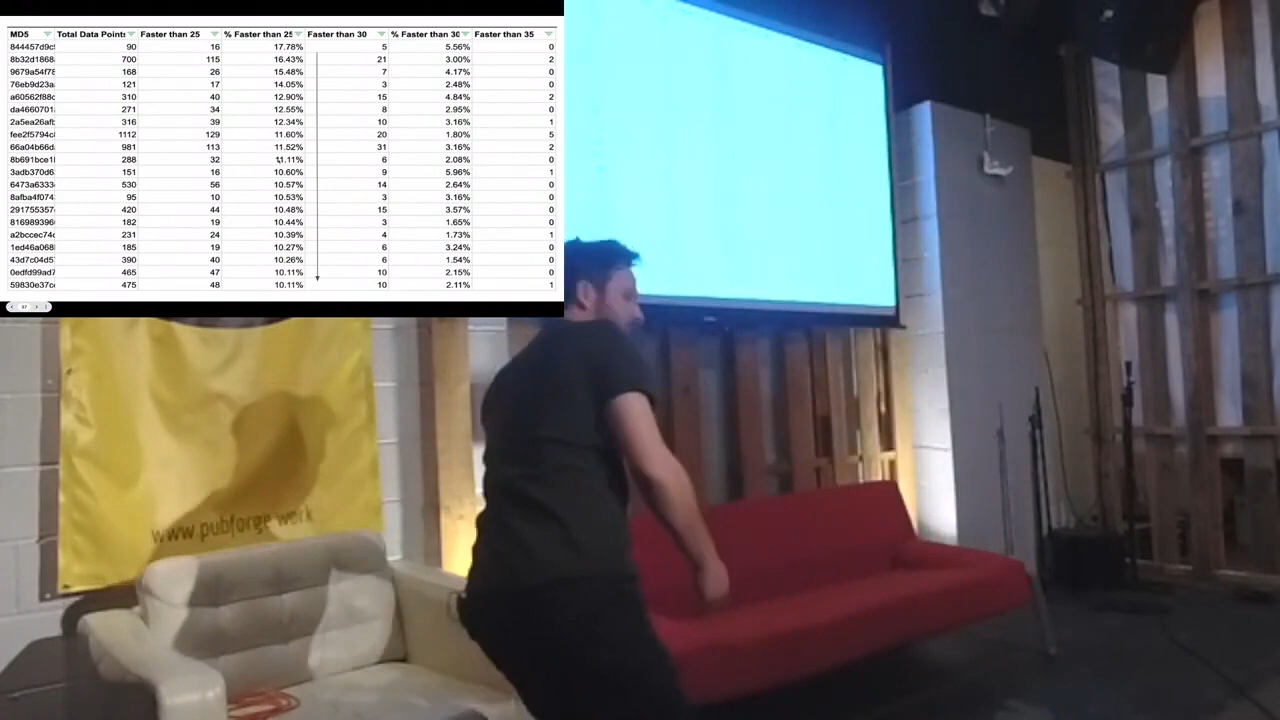 MD5 Total Data Points Faster than 25 % Faster than 25 Faster than 30 % Faster than 30 Faster than 35
844457d9c 90 16 17.78% 5 5.56% 0
8b32d1868 700 115 16.43% 21 3.00% 2
9679a54f7 168 26 15.48% 7 4.17% 0
76eb9d23a 121 17 14.05% 3 2.48% 0
a60562f88 310 40 12.90% 15 4.84% 2
da4660701 271 34 12.55% 8 2.95% 0
2a5ea26af 316 39 12.34% 10 3.16% 1
fee2f5794c 1112 129 11.60% 20 1.80% 5
66a04b66d 981 113 11.52% 31 3.16% 2
8b691bce1 288 32 11.11% 6 2.08% 0
3adb370d6 151 16 10.60% 9 5.96% 1
6473a6333 530 56 10.57% 14 2.64% 0
8afba4f074 95 10 10.53% 3 3.16% 0
291755357 420 44 10.48% 15 3.57% 0
816989396 182 19 10.44% 3 1.65% 0
a2bccec74 231 24 10.39% 4 1.73% 1
1ed46a068 185 19 10.27% 6 3.24% 0
43d7c04d5 390 40 10.26% 6 1.54% 0
0edfd99ad7 465 47 10.11% 10 2.15% 0
59830e37c 475 48 10.11% 10 2.11% 1
37
www.pubforge.work